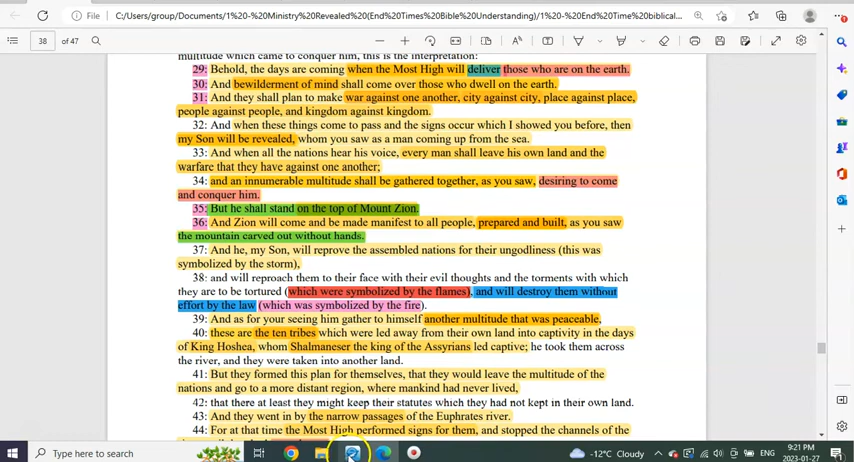 C:/Users/group/Documents/1%20-%20Ministry%20Revealed(End%20Times%20Bible%20Understanding)/1%20-%20End%20Time%20biblical...
38 of 47
multitude which came to conquer him, this is the interpretation:
29: Behold, the days are coming when the Most High will deliver those who are on the earth.
30: And bewilderment of mind shall come over those who dwell on the earth.
31: And they shall plan to make war against one another, city against city, place against place,
people against people, and kingdom against kingdom.
32: And when these things come to pass and the signs occur which I showed you before, then
my Son will be revealed, whom you saw as a man coming up from the sea.
33: And when all the nations hear his voice, every man shall leave his own land and the
warfare that they have against one another;
34: and an innumerable multitude shall be gathered together, as you saw, desiring to come
and conquer him.
35: But he shall stand on the top of Mount Zion.
36: And Zion will come and be made manifest to all people, prepared and built, as you saw
the mountain carved out without hands.
37: And he, my Son, will reprove the assembled nations for their ungodliness (this was
symbolized by the storm),
38: and will reproach them to their face with their evil thoughts and the torments with which
they are to be tortured (which were symbolized by the flames), and will destroy them without
effort by the law (which was symbolized by the fire).
39: And as for your seeing him gather to himself another multitude that was peaceable,
40: these are the ten tribes which were led away from their own land into captivity in the days
of King Hoshea, whom Shalmaneser the king of the Assyrians led captive; he took them across
the river, and they were taken into another land.
41: But they formed this plan for themselves, that they would leave the multitude of the
nations and go to a more distant region, where mankind had never lived,
42: that there at least they might keep their statutes which they had not kept in their own land.
43: And they went in by the narrow passages of the Euphrates river.
44: For at that time the Most High performed signs for them, and stopped the channels of the
Type here to search
-12°C Cloudy
ENG
9:21 PM
2023-01-27